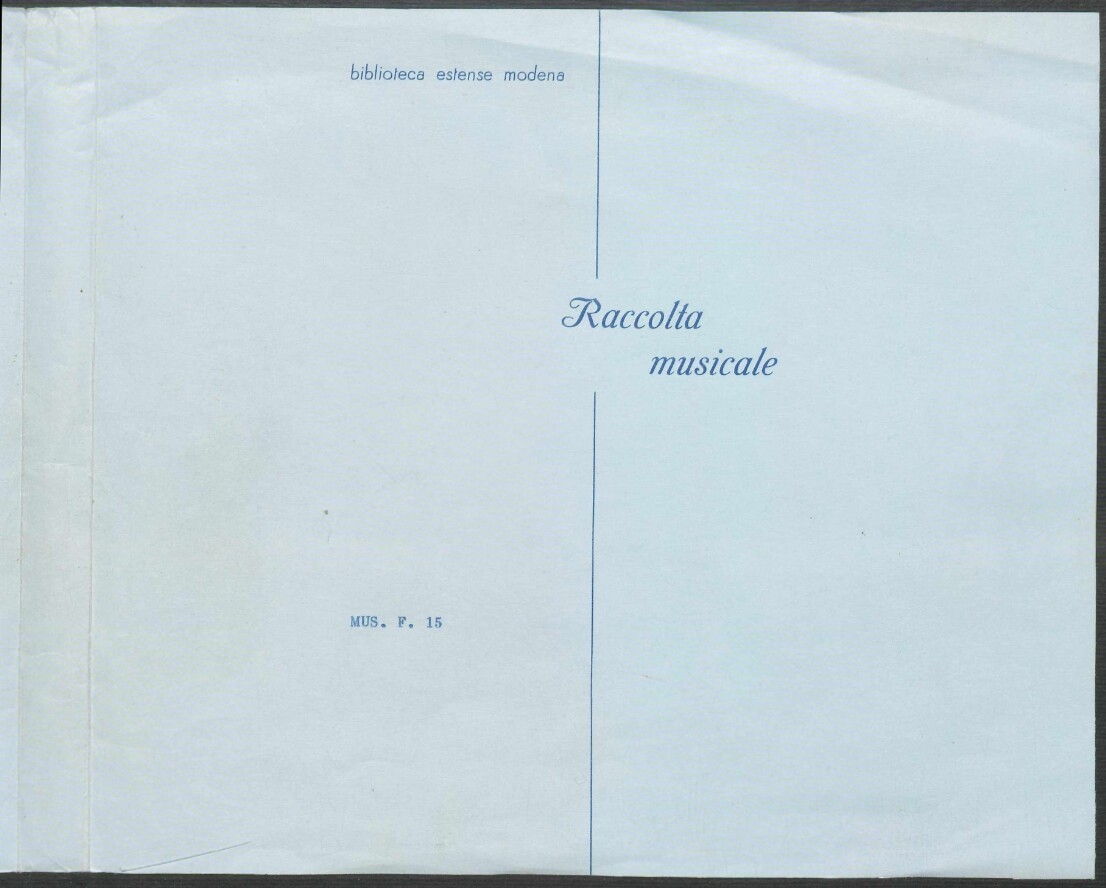 biblioteca estense modena
Raccolta
musicale
MUS. F. 15